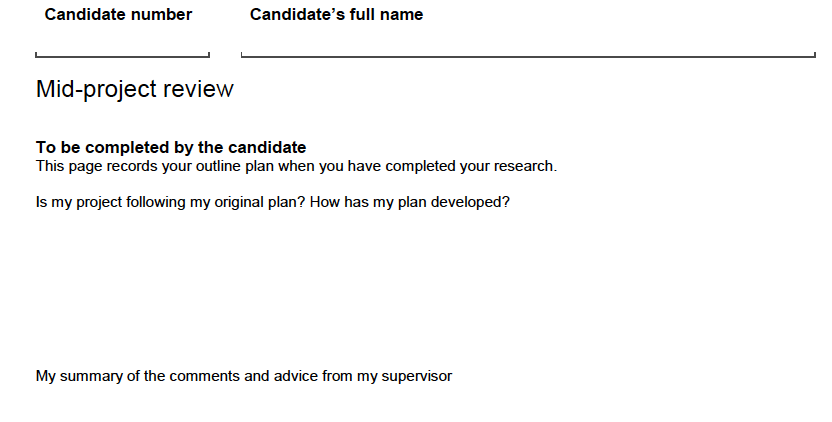 Candidate number Candidate's full name
Mid-project review
To be completed by the candidate
This page records your outline plan when you have completed your research.
Is my project following my original plan? How has my plan developed?
My summary of the comments and advice from my supervisor